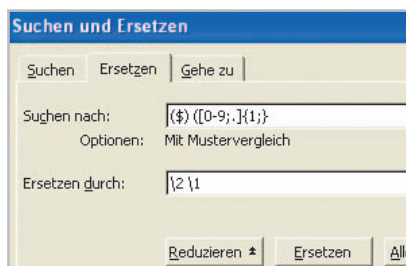 Suchen und Ersetzen
Suchen Ersetzen Gehe zu
Suchen nach: ($) ([0-9;.]{1;}
Optionen: Mit Mustervergleich
Ersetzen durch: \2 \1
Reduzieren Ersetzen